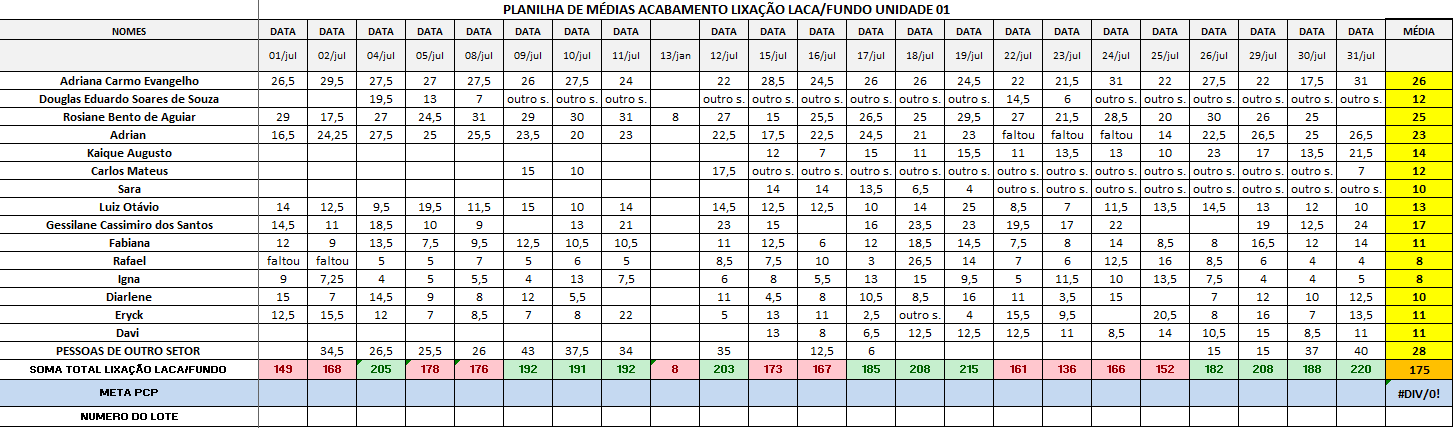 PLANILHA DE MÉDIAS ACABAMENTO LIXAÇÃO LACA/FUNDO UNIDADE 01
NOMES DATA DATA DATA DATA DATA DATA DATA DATA DATA DATA DATA DATA DATA DATA DATA DATA DATA DATA DATA DATA DATA DATA MÉDIA
01/jul 02/jul 04/jul 05/jul 08/jul 09/jul 10/jul 11/jul 13/jan 12/jul 15/jul 16/jul 17/jul 18/jul 19/jul 22/jul 23/jul 24/jul 25/jul 26/jul 29/jul 30/jul 31/jul
Adriana Carmo Evangelho 26,5 29,5 27,5 27 27,5 26 27,5 24 22 28,5 24,5 26 26 24,5 22 21,5 31 22 27,5 22 17,5 31 26
Douglas Eduardo Soares de Souza 19,5 13 7 outro s. outro s. outro s. outro s. outro s. outro s. outro s. outro s. outro s. 14,5 6 outro s. outro s. outro s. outro s. outro s. outro s. 12
Rosiane Bento de Aguiar 29 17,5 27 24,5 31 29 30 31 8 27 15 25,5 26,5 25 29,5 27 21,5 28,5 20 30 26 25 25
Adrian 16,5 24,25 27,5 25 25,5 23,5 20 23 22,5 17,5 22,5 24,5 21 23 faltou faltou faltou 14 22,5 26,5 25 26,5 23
Kaique Augusto 12 7 15 11 15,5 11 13,5 13 10 23 17 13,5 21,5 14
Carlos Mateus 15 10 17,5 outro s. outro s. outro s. outro s. outro s. outro s. outro s. outro s. outro s. outro s. outro s. outro s. 7 12
Sara 14 14 13,5 6,5 4 outro s. outro s. outro s. outro s. outro s. outro s. outro s. outro s. 10
Luiz Otávio 14 12,5 9,5 19,5 11,5 15 10 14 14,5 12,5 12,5 10 14 25 8,5 7 11,5 13,5 14,5 13 12 10 13
Gessilane Cassimiro dos Santos 14,5 11 18,5 10 9 13 21 15 16 23,5 23 19,5 17 22 29 12,5 24 17
Fabiana 12 9 13,5 7,5 9,5 12,5 10,5 10,5 11 12,5 6 12 18,5 14,5 7,5 8 14 8,5 8 16,5 12 14 11
Rafael faltou faltou 5 5 7 5 6 5 8,5 7,5 10 3 26,5 14 7 6 12,5 16 8,5 6 4 4 8
Igna 9 7,25 4 5 5,5 4 13 7,5 6 8 5,5 13 15 9,5 5 11,5 10 13,5 7,5 4 4 5 8
Diarlene 15 7 14,5 9 8 12 5,5 11 4,5 8 10,5 8,5 16 11 3,5 15 7 12 10 12,5 10
Eryck 12,5 15,5 12 7 8,5 7 8 22 5 13 11 2,5 outro s. 4 15,5 9,5 20,5 8 16 7 13,5 11
Davi 13 8 6,5 12,5 12,5 12,5 11 8,5 14 10,5 15 8,5 11 11
PESSOAS DE OUTRO SETOR 34,5 26,5 25,5 26 43 37,5 34 35 12,5 6 15 15 37 40 28
SOMA TOTAL LIXAÇÃO LACA/FUNDO 149 168 205 178 176 192 191 192 8 203 173 167 185 208 215 161 136 166 152 182 208 188 220 175
META PCP #DIV/0!
NUMERO DO LOTE